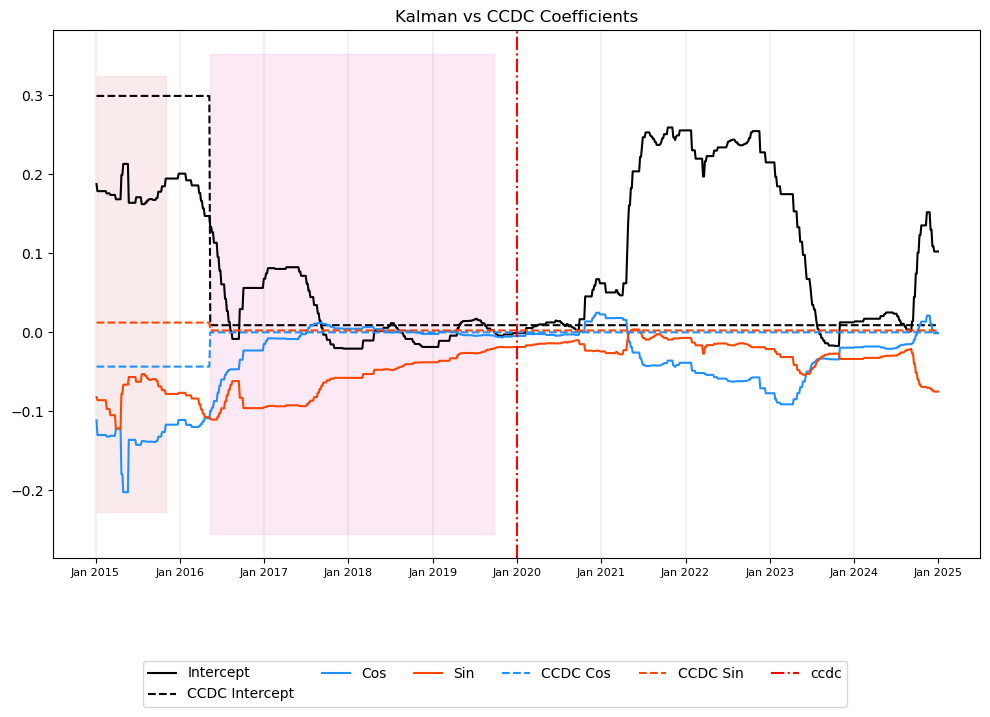 Kalman vs CCDC Coefficients
0.3
0.2
0.1
0.0
−0.1
−0.2
Jan 2015 Jan 2016 Jan 2017 Jan 2018 Jan 2019 Jan 2020 Jan 2021 Jan 2022 Jan 2023 Jan 2024 Jan 2025
Intercept Cos Sin CCDC Cos CCDC Sin ccdc
CCDC Intercept